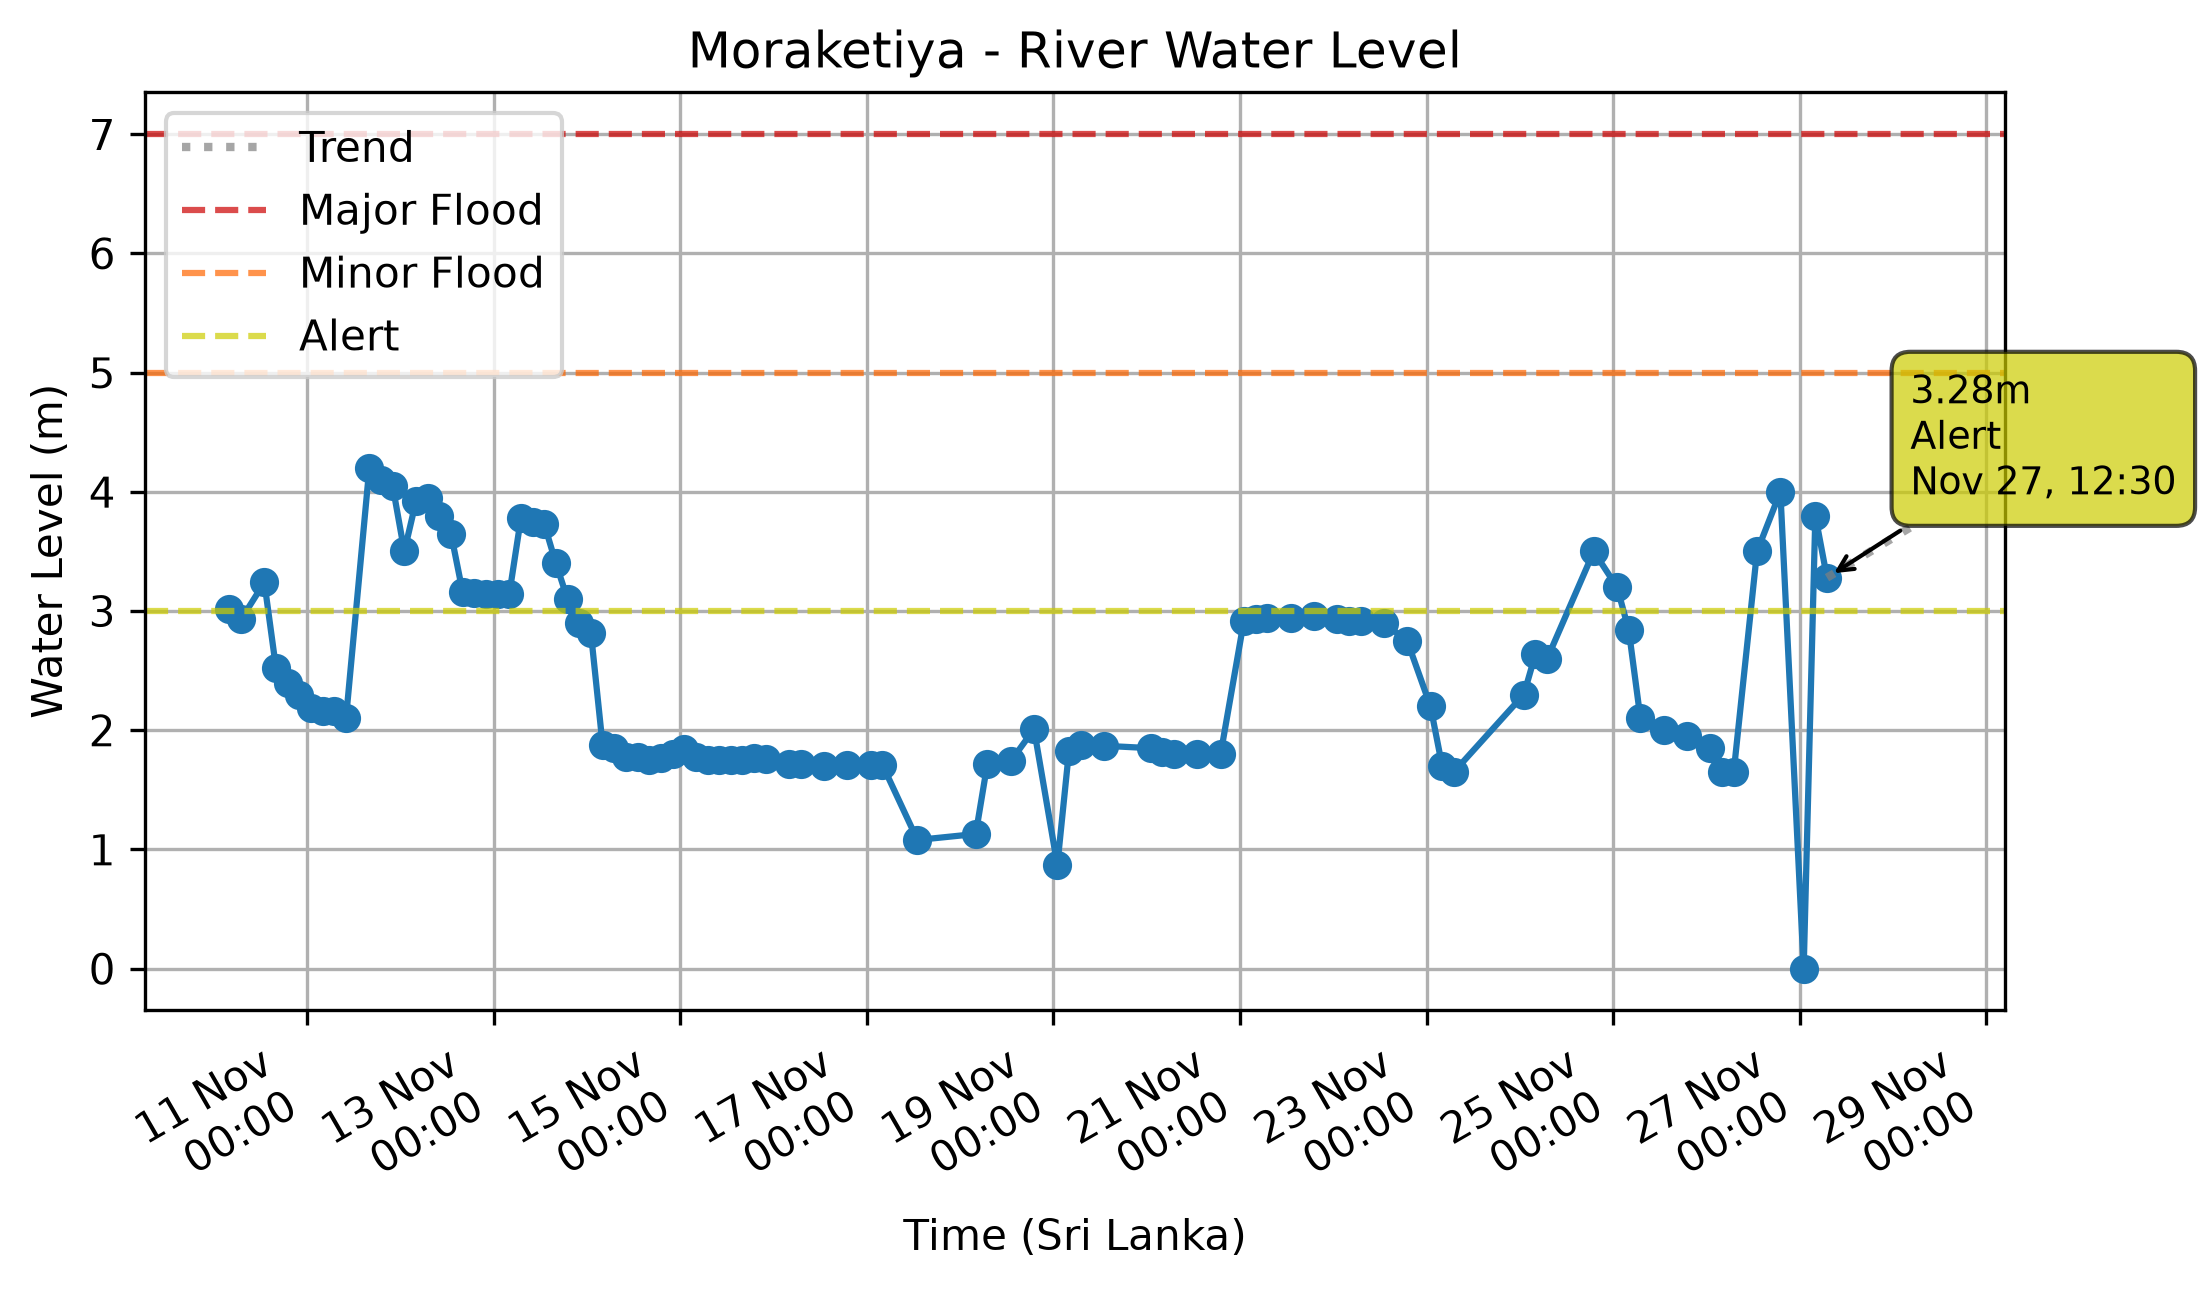 Moraketiya - River Water Level
Trend
Major Flood
Minor Flood
Alert
7
6
5
4
3
2
1
0
Water Level (m)
3.28m
Alert
Nov 27, 12:30
11 Nov
00:00
13 Nov
00:00
15 Nov
00:00
17 Nov
00:00
19 Nov
00:00
21 Nov
00:00
23 Nov
00:00
25 Nov
00:00
27 Nov
00:00
29 Nov
00:00
Time (Sri Lanka)